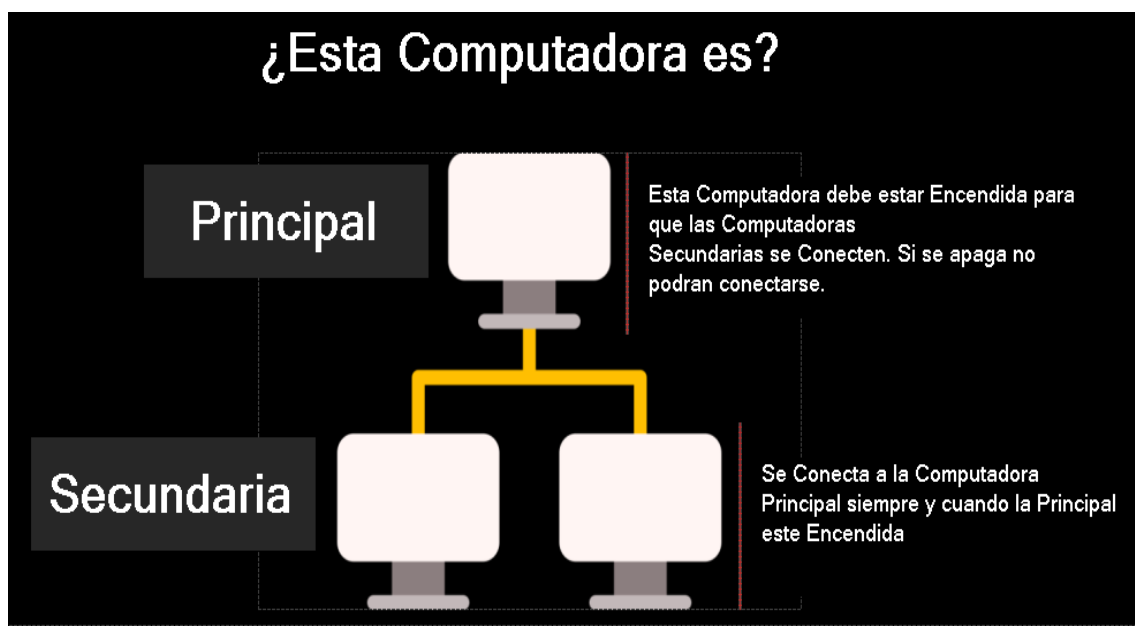 ¿Esta Computadora es?
Principal
Esta Computadora debe estar Encendida para
que las Computadoras
Secundarias se Conecten. Si se apaga no
podran conectarse.
Secundaria
Se Conecta a la Computadora
Principal siempre y cuando la Principal
este Encendida